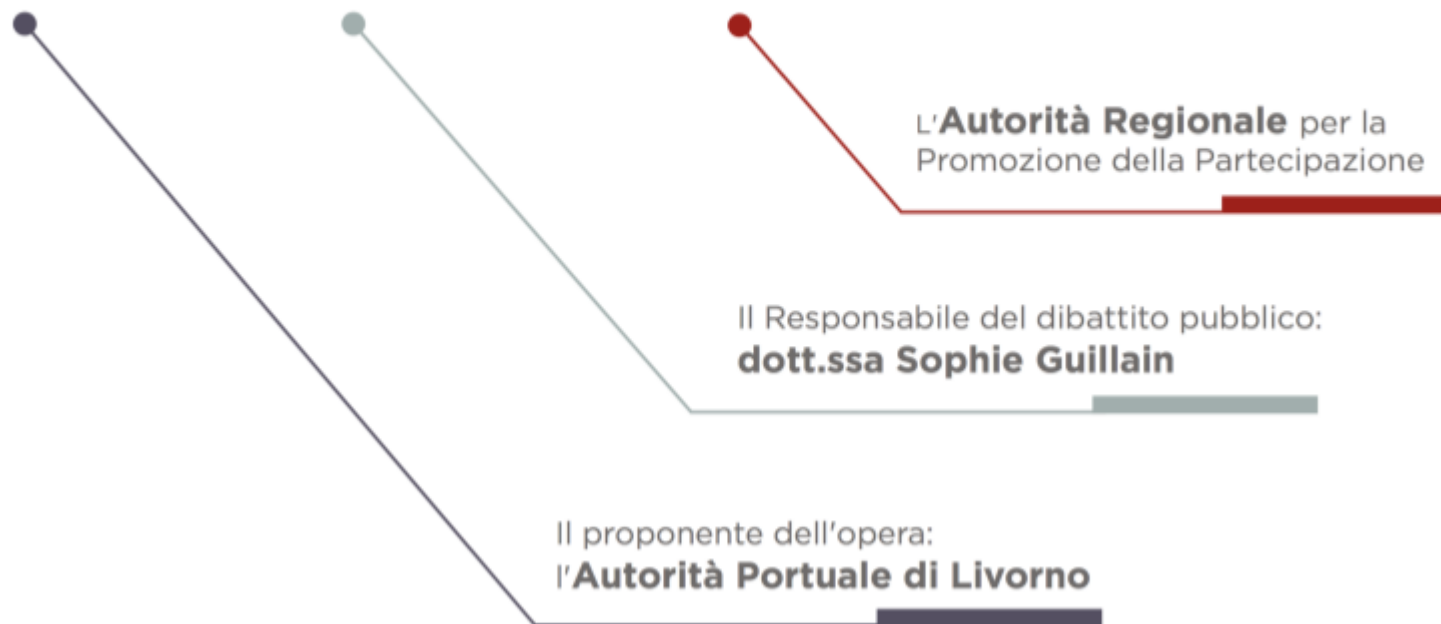 L'Autorità Regionale per la
Promozione della Partecipazione
Il Responsabile del dibattito pubblico:
dott.ssa Sophie Guillain
Il proponente dell'opera:
l'Autorità Portuale di Livorno